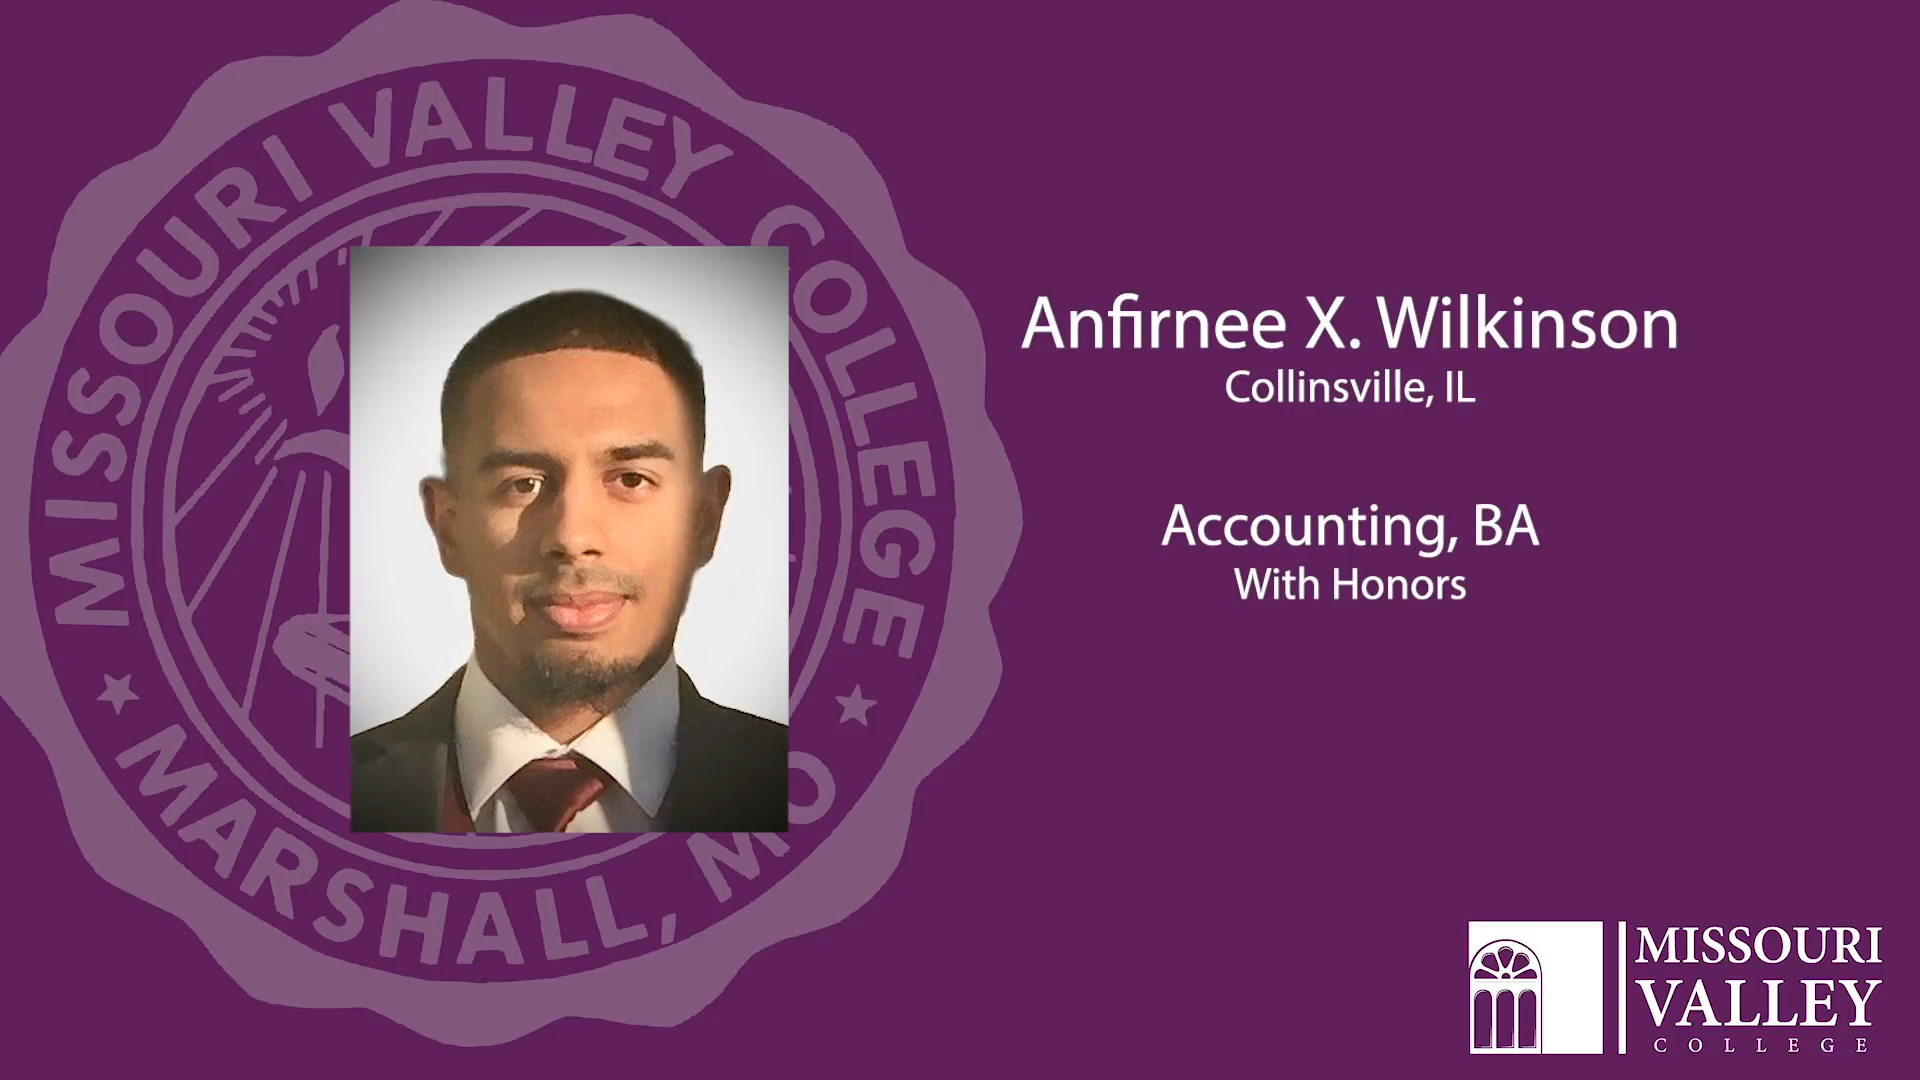 MISSOURI VALLEY COLLEGE
MARSHALL, MO
Anfirnee X. Wilkinson
Collinsville, IL
Accounting, BA
With Honors
MISSOURI
VALLEY
COLLEGE